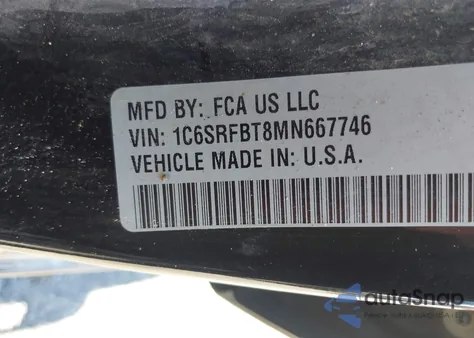 MFD BY: FCA US LLC
VIN: 1C6SRFBT8MN667746
VEHICLE MADE IN: U.S.A.
autoSnap